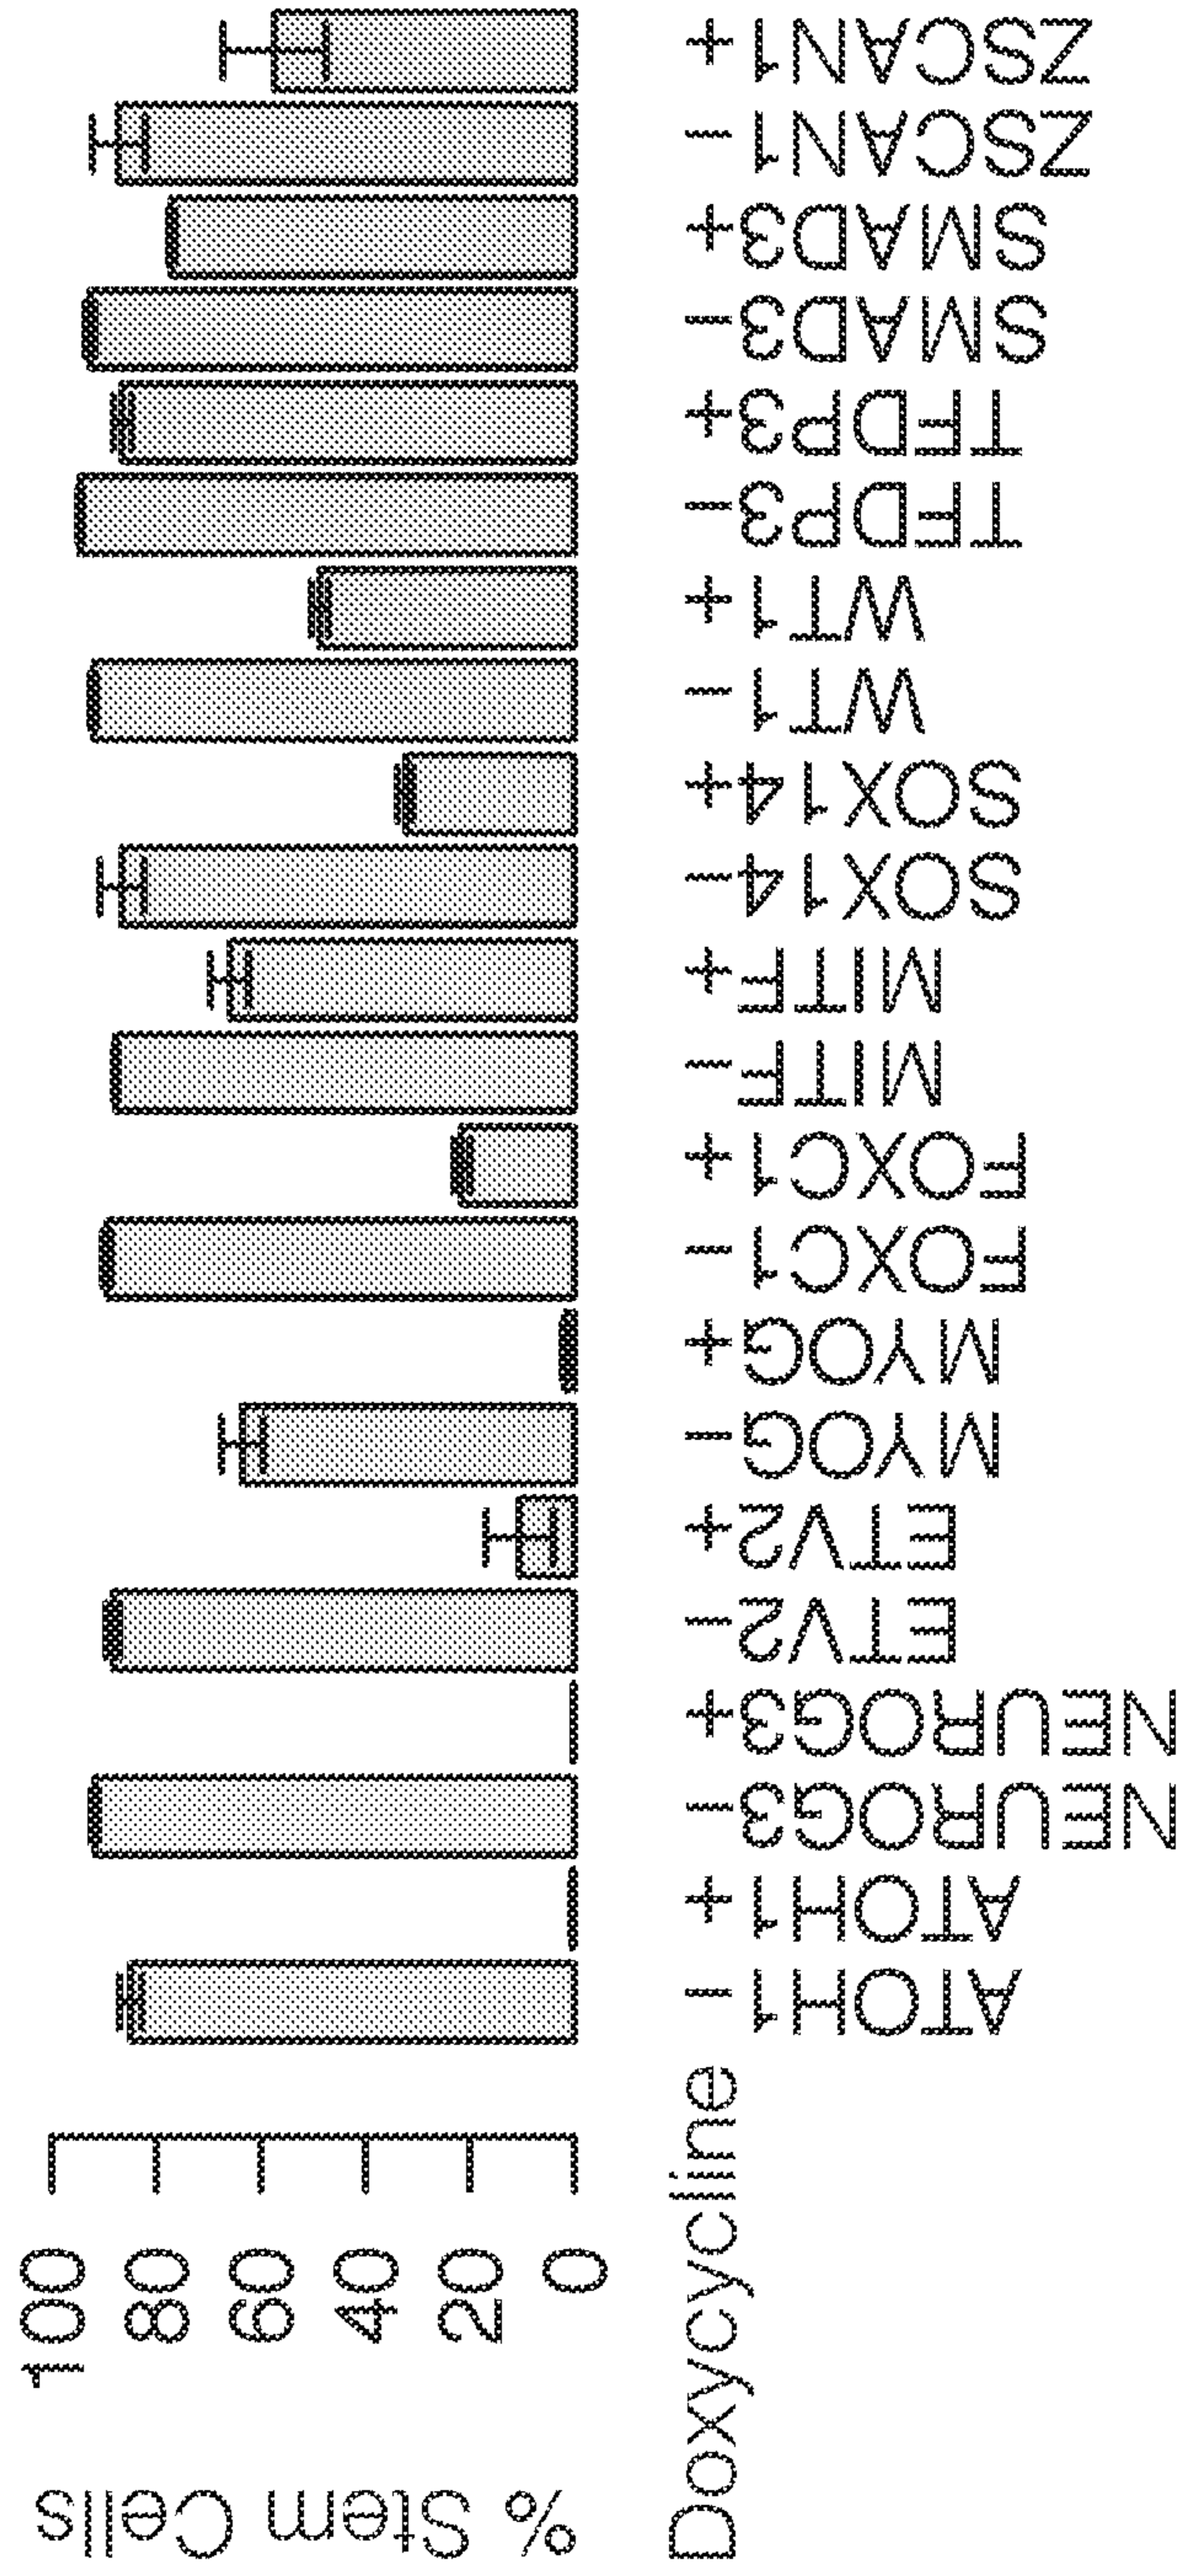 % Stem Cells
100
80
60
40
20
0
Doxycycline - + - + - + - + - + - + - + - + - + - + - +
ATOH1
ATOH1
NEUROG3
NEUROG3
ETV2
ETV2
MYOG
MYOG
FOXC1
FOXC1
MITF
MITF
SOX14
SOX14
WT1
WT1
TFDP3
TFDP3
SMAD3
SMAD3
ZSCAN1
ZSCAN1